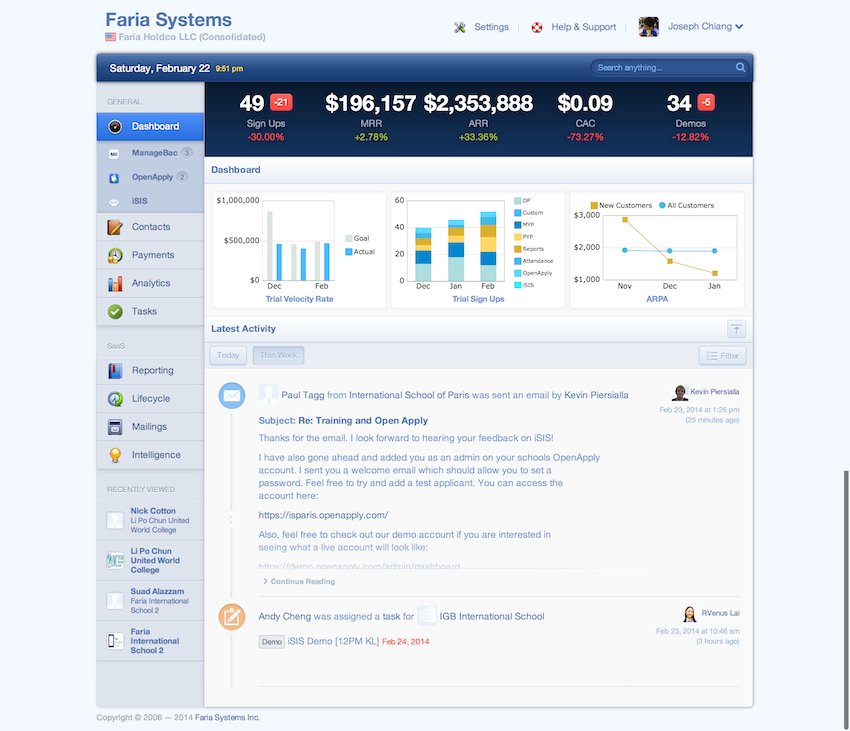 Faria Systems
Faria Holdco LLC (Consolidated)
Settings
Help & Support
Joseph Chiang
Saturday, February 22 9:51 pm
Search anything...
GENERAL
Dashboard
ManageBac 3
OpenApply 2
iSIS
Contacts
Payments
Analytics
Tasks
SaaS
Reporting
Lifecycle
Mailings
Intelligence
RECENTLY VIEWED
Nick Cotton
Li Po Chun United
World College
Li Po Chun
United World
College
Suad Alazzam
Faria International
School 2
Faria
International
School 2
49 -21
Sign Ups
-30.00%
$196,157
MRR
+2.78%
$2,353,888
ARR
+33.36%
$0.09
CAC
-73.27%
34 -5
Demos
-12.82%
Dashboard
$1,000,000
$500,000
$0
Dec
Feb
Goal
Actual
Trial Velocity Rate
60
40
20
0
Dec
Jan
Feb
DP
Custom
MYP
PYP
Reports
Attendance
OpenApply
iSIS
Trial Sign Ups
New Customers
All Customers
$3,000
$2,000
$1,000
Nov
Dec
Jan
ARPA
Latest Activity
Today
This Week
Filter
Paul Tagg from International School of Paris was sent an email by Kevin Piersialla
Kevin Piersialla
Feb 23, 2014 at 1:25 pm
(25 minutes ago)
Subject: Re: Training and Open Apply
Thanks for the email. I look forward to hearing your feedback on iSIS!
I have also gone ahead and added you as an admin on your schools OpenApply
account. I sent you a welcome email which should allow you to set a
password. Feel free to try and add a test applicant. You can access the
account here:
https://isparis.openapply.com/
Also, feel free to check out our demo account if you are interested in
seeing what a live account will look like:
https://demo.openapply.com/admin/dashboard
Continue Reading
Andy Cheng was assigned a task for IGB International School
RVenus Lai
Feb 23, 2014 at 10:46 am
(3 hours ago)
Demo iSIS Demo [12PM KL] Feb 24, 2014
Copyright © 2006 — 2014 Faria Systems Inc.